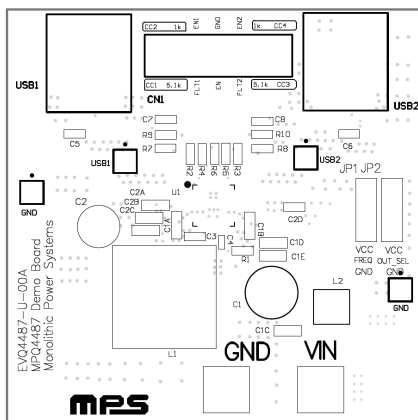 CC2 1k EN1 GND EN2 1k CC4
CC1 5.1k FLT1 EN FLT2 5.1k CC3
USB1
CN1
USB2
C7
R9
R7
C8
R10
R8
C5
USB1
R2
R4
R6
R5
R3
USB2
C6
JP1 JP2
GND
U1
C2A
C2B
C2C
C2
C1A
C3
C4
C1B
C2D
C1D
C1E
R1
VCC VCC
FREQ OUT_SEL
GND GND
GND
C1
L2
C1C
L1
EVQ4487-U-00A
MPQ4487 Demo Board
Monolithic Power Systems
GND VIN
mps